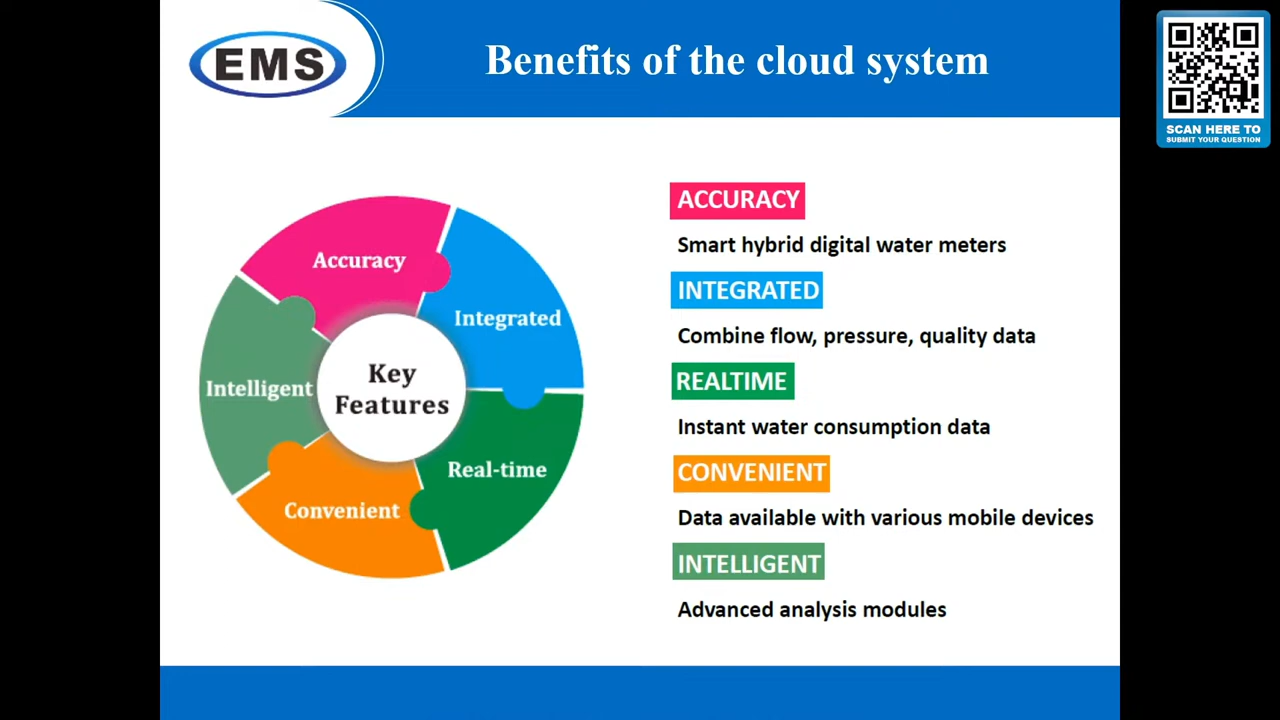 EMS
Benefits of the cloud system
SCAN HERE TO
SUBMIT YOUR QUESTION
Accuracy
Integrated
Intelligent
Key
Features
Real-time
Convenient
ACCURACY
Smart hybrid digital water meters
INTEGRATED
Combine flow, pressure, quality data
REALTIME
Instant water consumption data
CONVENIENT
Data available with various mobile devices
INTELLIGENT
Advanced analysis modules